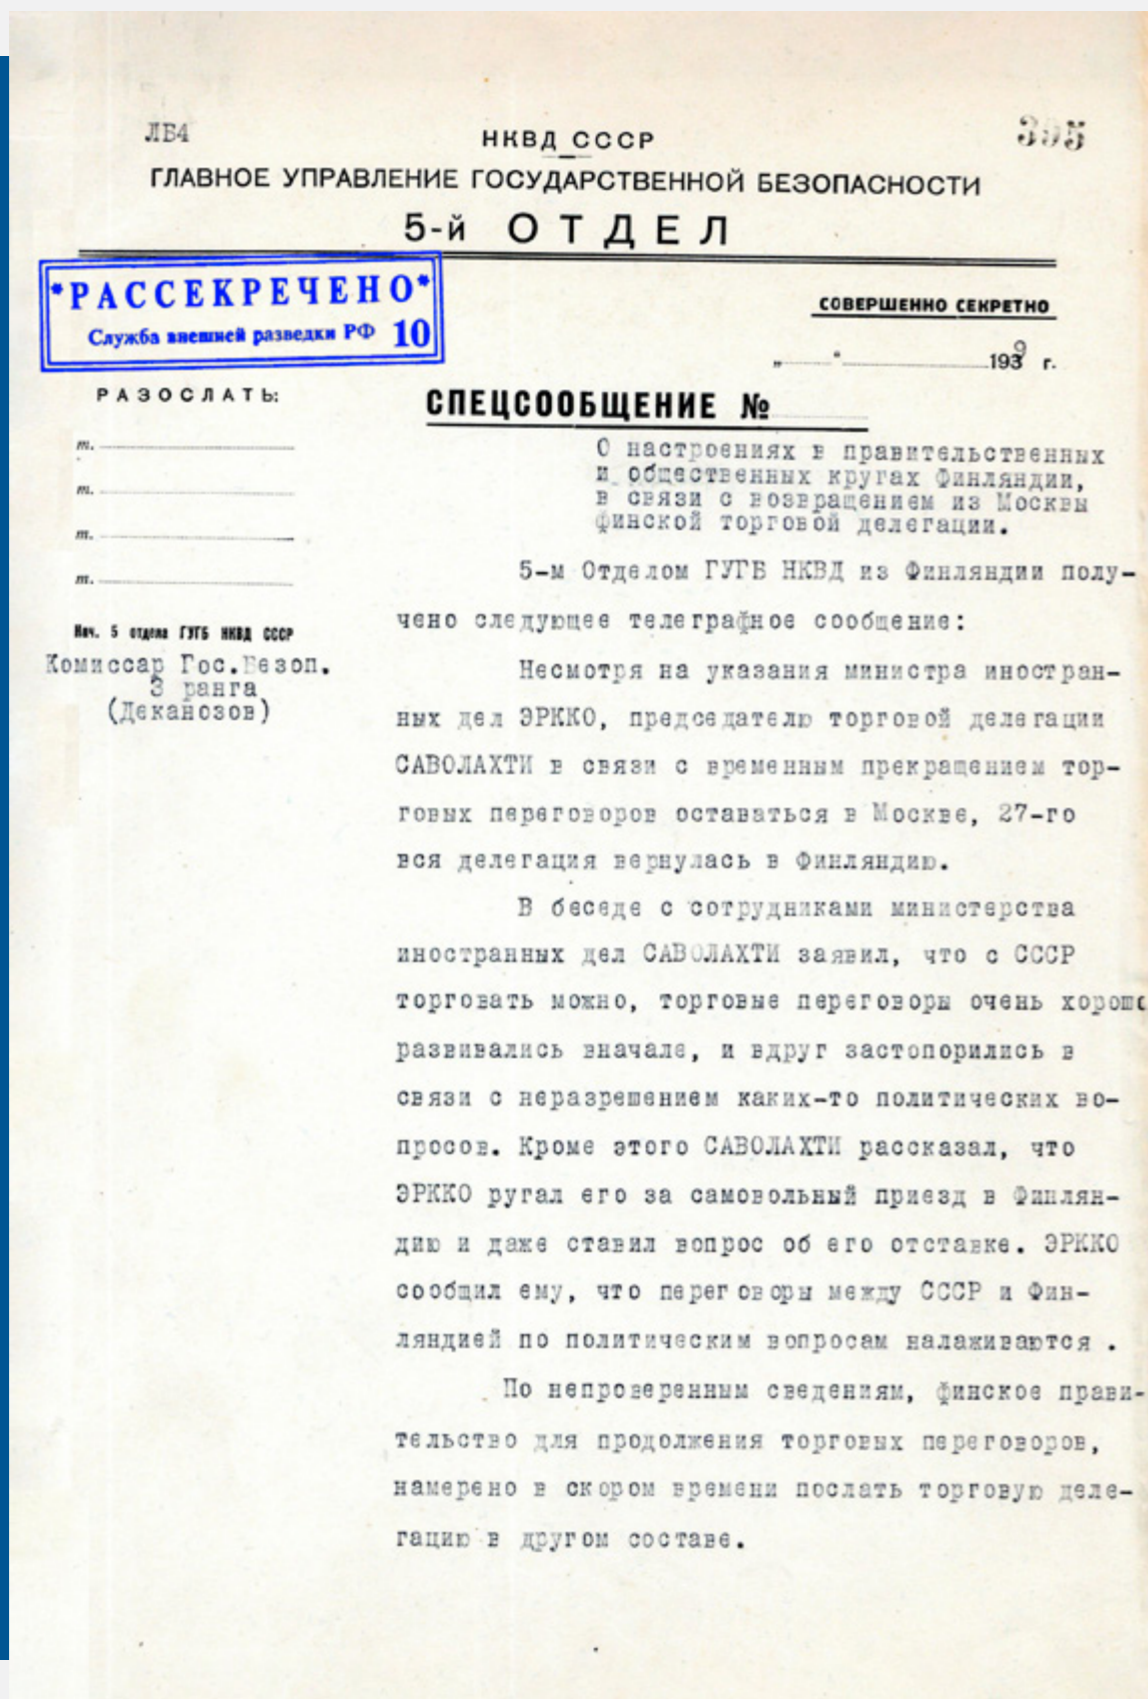 ЛБ4
НКВД СССР
395
ГЛАВНОЕ УПРАВЛЕНИЕ ГОСУДАРСТВЕННОЙ БЕЗОПАСНОСТИ
5-й ОТДЕЛ
*РАССЕКРЕЧЕНО*
Служба внешней разведки РФ 10
СОВЕРШЕННО СЕКРЕТНО
„ “ 1939 г.
РАЗОСЛАТЬ:
т.
т.
т.
т.
Нач. 5 отдела ГУГБ НКВД СССР
Комиссар Гос.Безоп.
3 ранга
(Деканозов)
СПЕЦСООБЩЕНИЕ №
О настроениях в правительственных
и общественных кругах Финляндии,
в связи с возвращением из Москвы
финской торговой делегации.
5-м Отделом ГУГБ НКВД из Финляндии полу-
чено следующее телеграфное сообщение:
Несмотря на указания министра иностран-
ных дел ЭРККО, председателю торговой делегации
САВОЛАХТИ в связи с временным прекращением тор-
говых переговоров оставаться в Москве, 27-го
вся делегация вернулась в Финляндию.
В беседе с сотрудниками министерства
иностранных дел САВОЛАХТИ заявил, что с СССР
торговать можно, торговые переговоры очень хорошо
развивались вначале, и вдруг застопорились в
связи с неразрешением каких-то политических во-
просов. Кроме этого САВОЛАХТИ рассказал, что
ЭРККО ругал его за самовольный приезд в Финлян-
дию и даже ставил вопрос об его отставке. ЭРККО
сообщил ему, что переговоры между СССР и Фин-
ляндией по политическим вопросам налаживаются .
По непроверенным сведениям, финское прави-
тельство для продолжения торговых переговоров,
намерено в скором времени послать торговую деле-
гацию в другом составе.